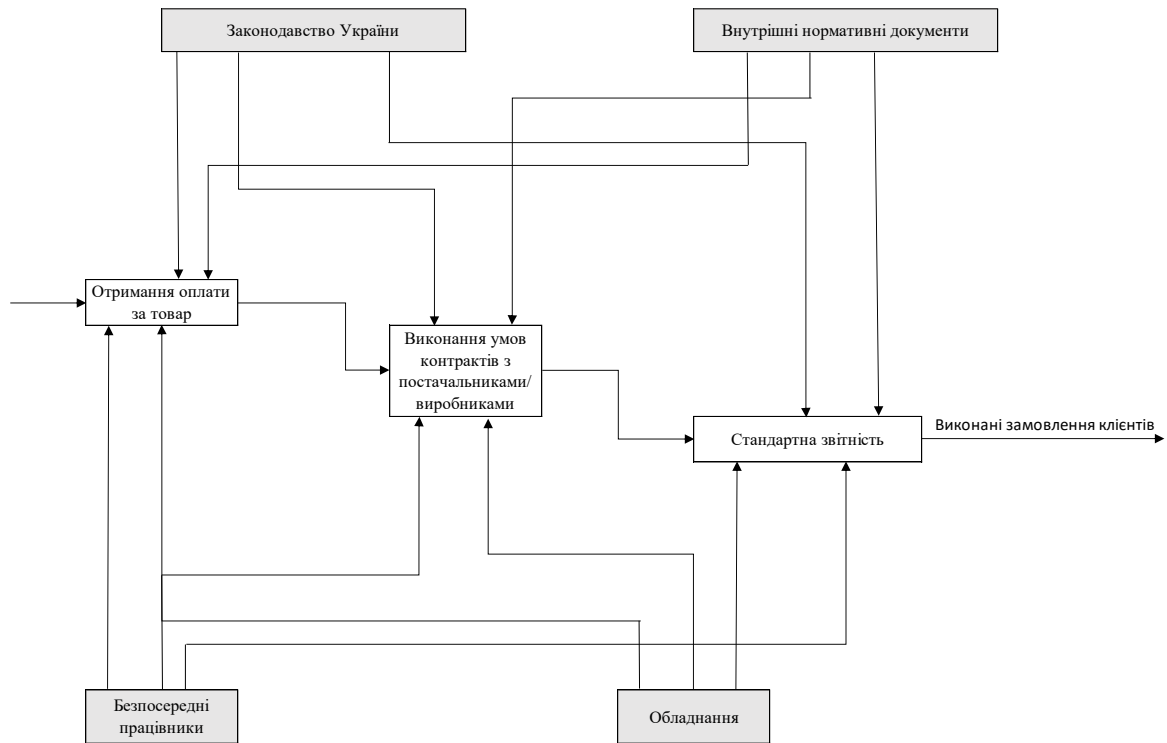 Законодавство України
Внутрішні нормативні документи
Отримання оплати
за товар
Виконання умов
контрактів з
постачальниками/
виробниками
Стандартна звітність
Виконані замовлення клієнтів
Безпосередні
працівники
Обладнання